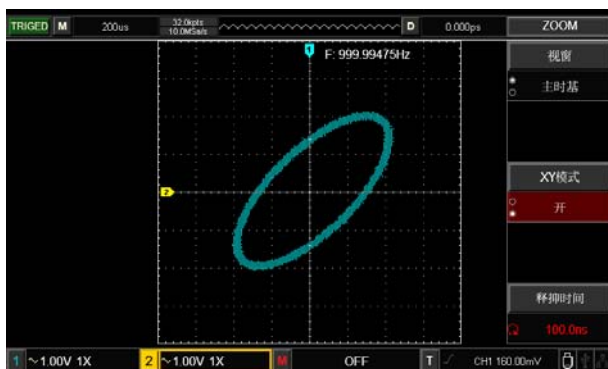 TRIGED M 200us 32.0kpts D 0.000ps ZOOM
10.0MSa/s
1 F: 999.99475Hz
视窗
主时基
XY模式
2
开
释抑时间
100.0ns
1 ~1.00V 1X 2 ~1.00V 1X M OFF T CH1 160.00mV